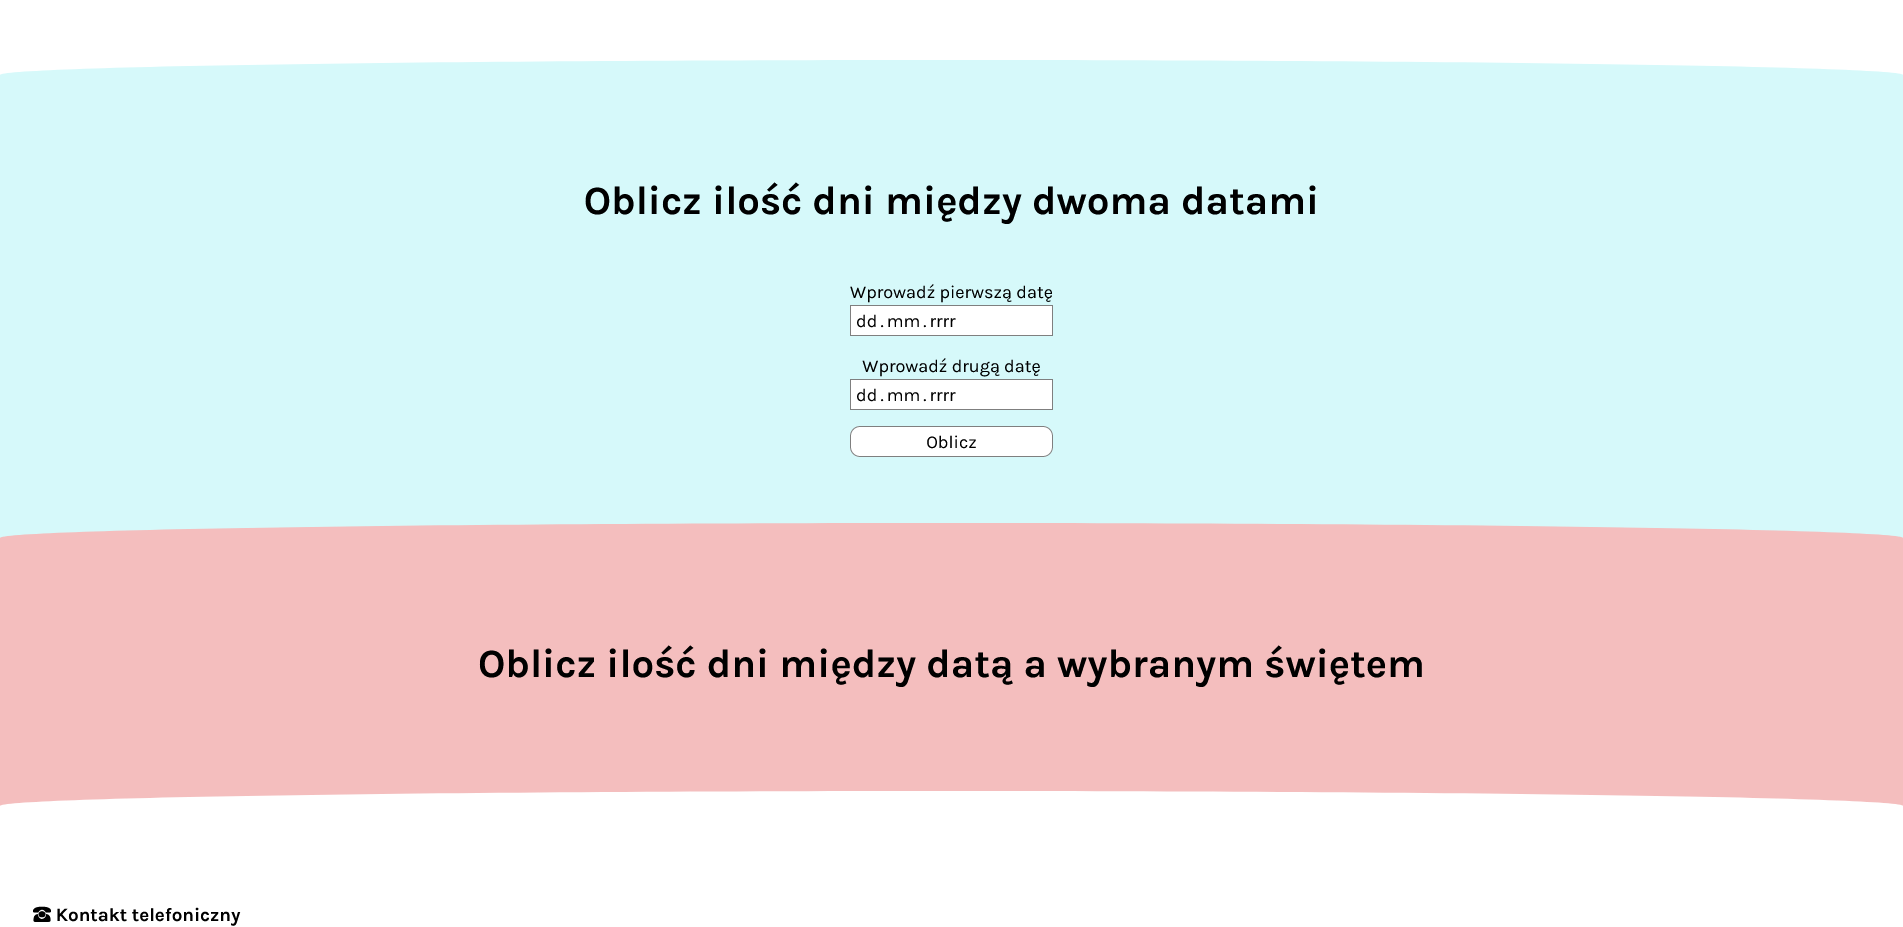 Oblicz ilość dni między dwoma datami
Wprowadź pierwszą datę
dd.mm.rrrr
Wprowadź drugą datę
dd.mm.rrrr
Oblicz
Oblicz ilość dni między datą a wybranym świętem
Kontakt telefoniczny